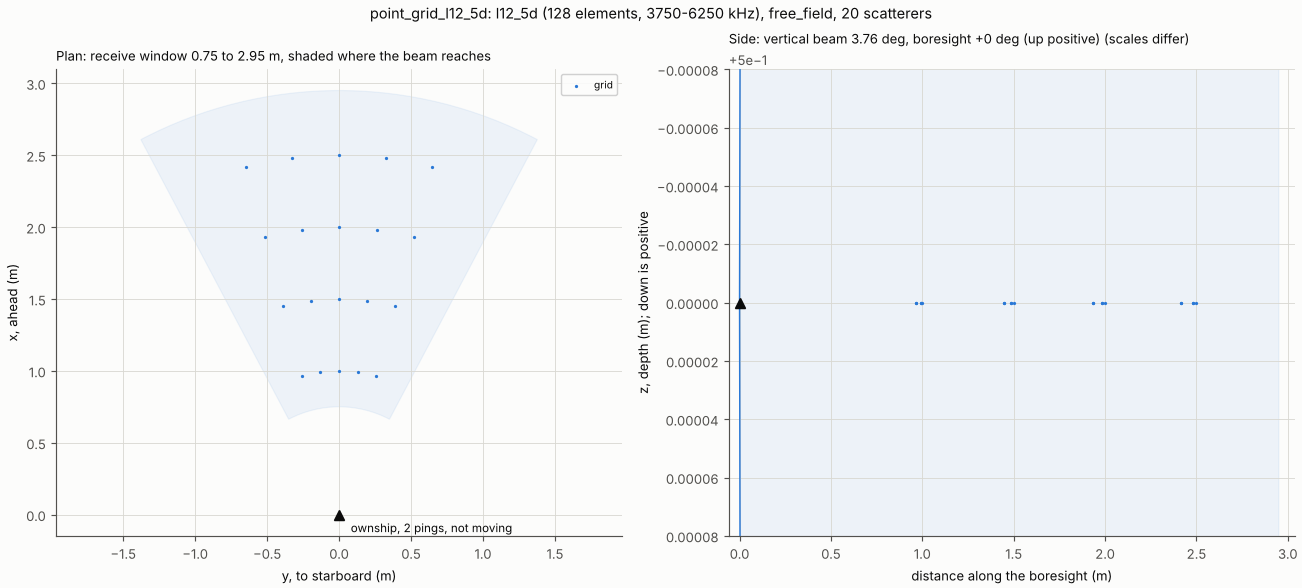 point_grid_l12_5d: l12_5d (128 elements, 3750-6250 kHz), free_field, 20 scatterers
Plan: receive window 0.75 to 2.95 m, shaded where the beam reaches
grid
3.0
2.5
2.0
1.5
1.0
0.5
0.0
x, ahead (m)
ownship, 2 pings, not moving
−1.5 −1.0 −0.5 0.0 0.5 1.0 1.5
y, to starboard (m)
Side: vertical beam 3.76 deg, boresight +0 deg (up positive) (scales differ)
+5e−1
−0.00008
−0.00006
−0.00004
−0.00002
0.00000
0.00002
0.00004
0.00006
0.00008
z, depth (m); down is positive
0.0 0.5 1.0 1.5 2.0 2.5 3.0
distance along the boresight (m)